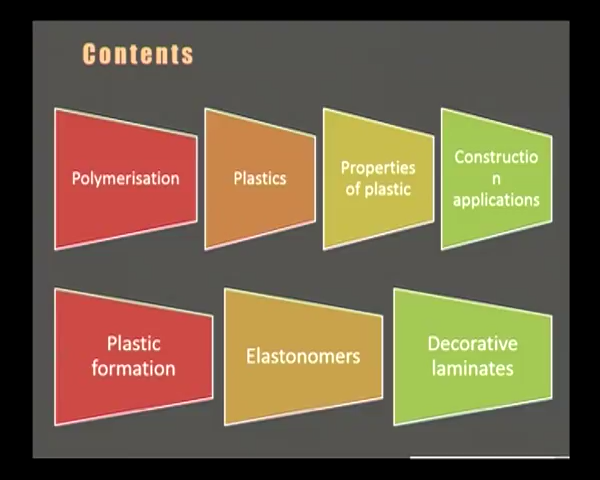 Contents
Polymerisation
Plastics
Properties
of plastic
Constructio
n
applications
Plastic
formation
Elastonomers
Decorative
laminates